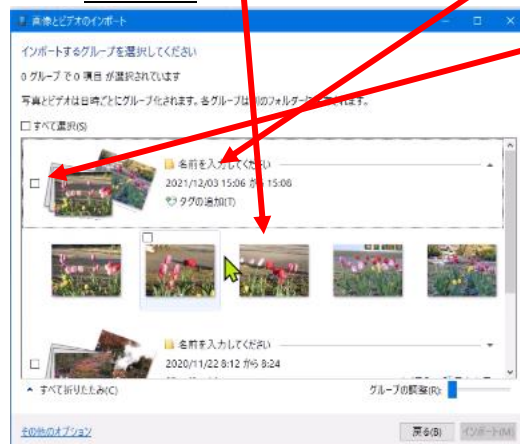 画像とビデオのインポート
インポートするグループを選択してください
0 グループ で 0 項目 が選択されています
写真とビデオは日時ごとにグループ化されます。各グループは別のフォルダーに
されます。
すべて選択(S)
名前を入力してください
2021/12/03 15:06 から 15:08
タグの追加(T)
名前を入力してください
2020/11/22 8:12 から 8:24
すべて折りたたみ(C)
グループの調整(R):
その他のオプション
戻る(B)
インポート(M)